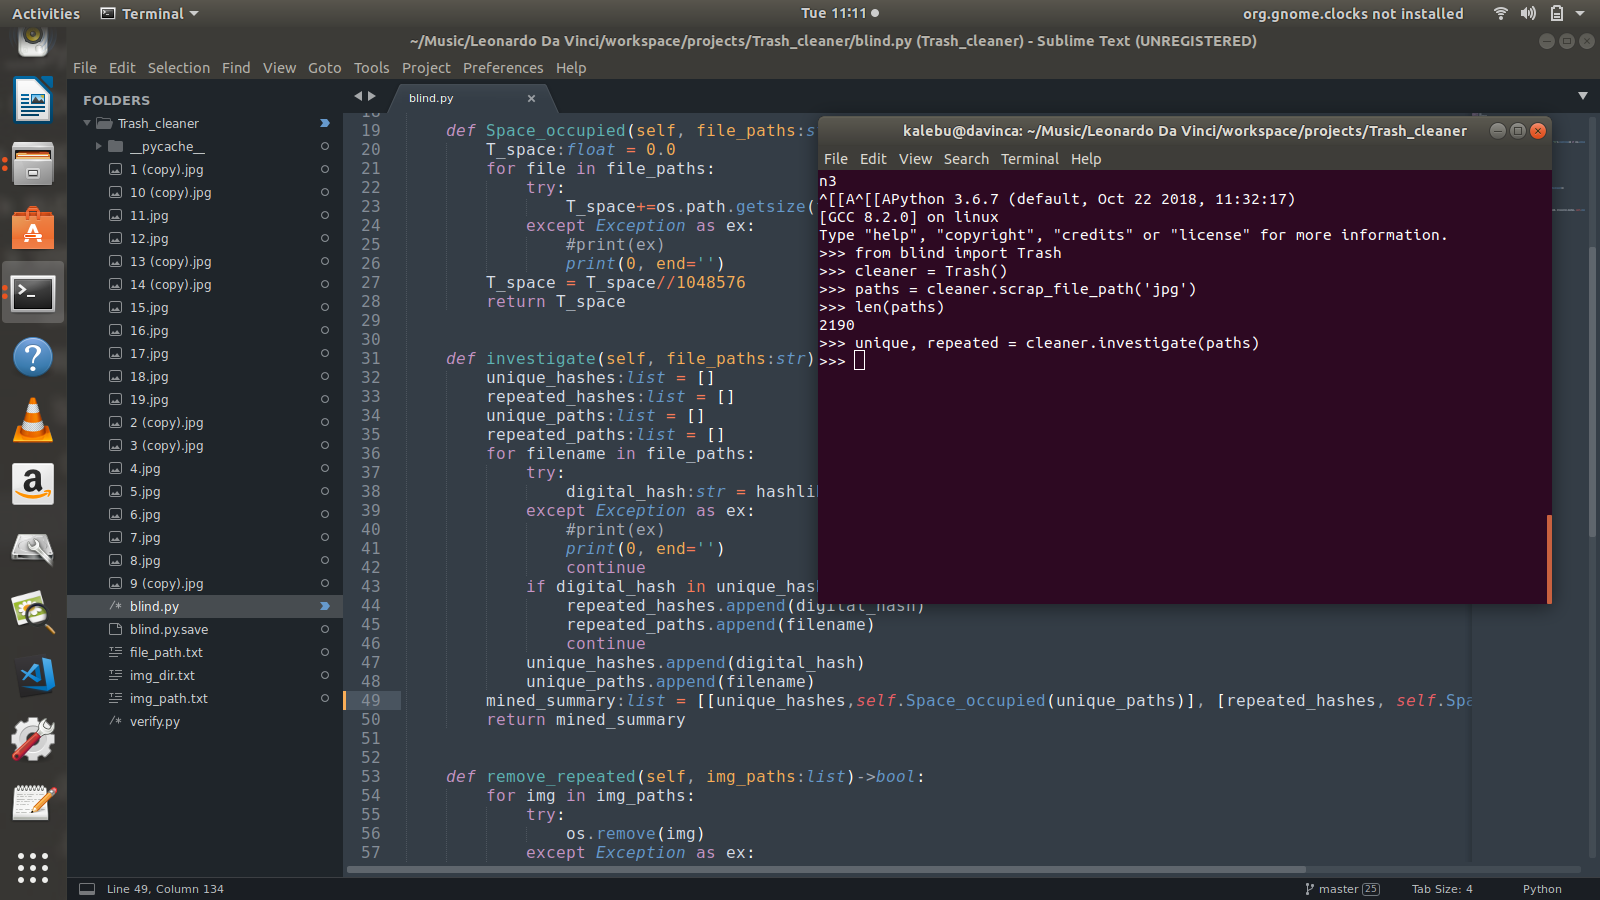 Activities
Terminal
Tue 11:11
org.gnome.clocks not installed
~/Music/Leonardo Da Vinci/workspace/projects/Trash_cleaner/blind.py (Trash_cleaner) - Sublime Text (UNREGISTERED)
File Edit Selection Find View Goto Tools Project Preferences Help
FOLDERS
Trash_cleaner
__pycache__
1 (copy).jpg
10 (copy).jpg
11.jpg
12.jpg
13 (copy).jpg
14 (copy).jpg
15.jpg
16.jpg
17.jpg
18.jpg
19.jpg
2 (copy).jpg
3 (copy).jpg
4.jpg
5.jpg
6.jpg
7.jpg
8.jpg
9 (copy).jpg
/* blind.py
blind.py.save
file_path.txt
img_dir.txt
img_path.txt
/* verify.py
blind.py
18
19 def Space_occupied(self, file_paths:s
20 T_space:float = 0.0
21 for file in file_paths:
22 try:
23 T_space+=os.path.getsize(
24 except Exception as ex:
25 #print(ex)
26 print(0, end='')
27 T_space = T_space//1048576
28 return T_space
29
30
31 def investigate(self, file_paths:str)
32 unique_hashes:list = []
33 repeated_hashes:list = []
34 unique_paths:list = []
35 repeated_paths:list = []
36 for filename in file_paths:
37 try:
38 digital_hash:str = hashli
39 except Exception as ex:
40 #print(ex)
41 print(0, end='')
42 continue
43 if digital_hash in unique_has
44 repeated_hashes.append(digital_hash)
45 repeated_paths.append(filename)
46 continue
47 unique_hashes.append(digital_hash)
48 unique_paths.append(filename)
49 mined_summary:list = [[unique_hashes,self.Space_occupied(unique_paths)], [repeated_hashes, self.Spa
50 return mined_summary
51
52
53 def remove_repeated(self, img_paths:list)->bool:
54 for img in img_paths:
55 try:
56 os.remove(img)
57 except Exception as ex:
kalebu@davinca: ~/Music/Leonardo Da Vinci/workspace/projects/Trash_cleaner
File Edit View Search Terminal Help
n3
^[[A^[[APython 3.6.7 (default, Oct 22 2018, 11:32:17)
[GCC 8.2.0] on linux
Type "help", "copyright", "credits" or "license" for more information.
>>> from blind import Trash
>>> cleaner = Trash()
>>> paths = cleaner.scrap_file_path('jpg')
>>> len(paths)
2190
>>> unique, repeated = cleaner.investigate(paths)
>>>
Line 49, Column 134
master 25
Tab Size: 4
Python